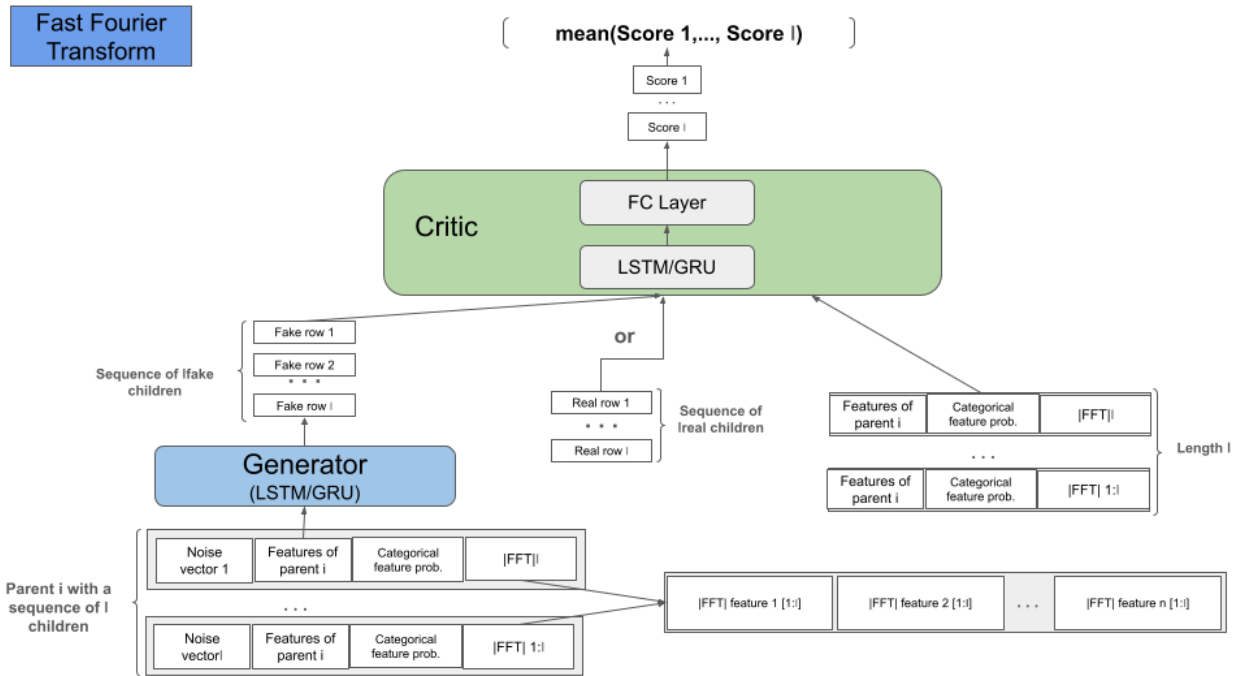 Fast Fourier
Transform
mean(Score 1,..., Score l)
Score 1
...
Score l
Critic
FC Layer
LSTM/GRU
Fake row 1
Fake row 2
...
Fake row l
Sequence of lfake
children
or
Real row 1
...
Real row l
Sequence of
lreal children
Features of
parent i
Categorical
feature prob.
|FFT|l
...
Features of
parent i
Categorical
feature prob.
|FFT| 1:l
Length l
Generator
(LSTM/GRU)
Parent i with a
sequence of l
children
Noise
vector 1
Features of
parent i
Categorical
feature prob.
|FFT|l
...
Noise
vectorl
Features of
parent i
Categorical
feature prob.
|FFT| 1:l
|FFT| feature 1 [1:l]
|FFT| feature 2 [1:l]
...
|FFT| feature n [1:l]